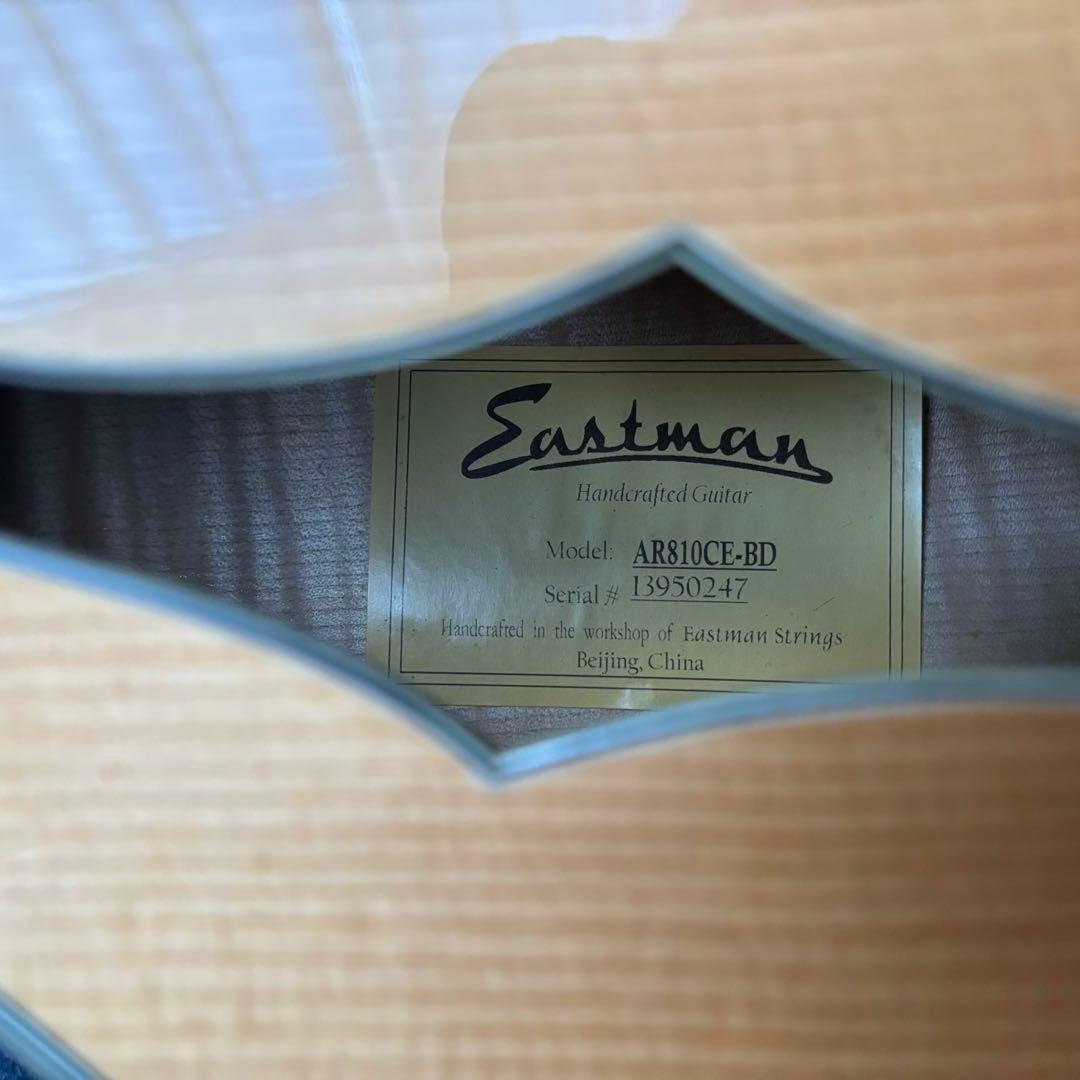 Eastman
Handcrafted Guitar
Model: AR810CE-BD
Serial # 13950247
Handcrafted in the workshop of Eastman Strings
Beijing, China